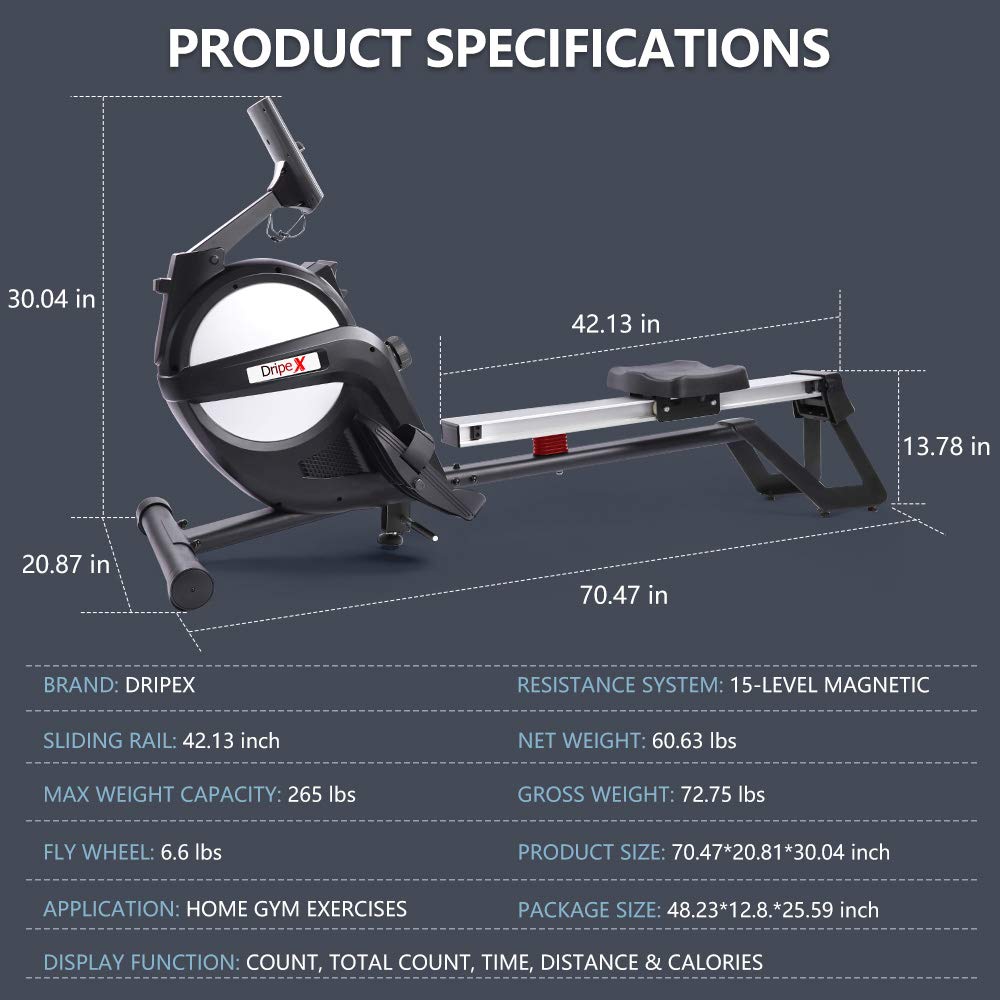 PRODUCT SPECIFICATIONS
30.04 in
42.13 in
Dripex
13.78 in
20.87 in
70.47 in
BRAND: DRIPEX
RESISTANCE SYSTEM: 15-LEVEL MAGNETIC
SLIDING RAIL: 42.13 inch
NET WEIGHT: 60.63 lbs
MAX WEIGHT CAPACITY: 265 lbs
GROSS WEIGHT: 72.75 lbs
FLY WHEEL: 6.6 lbs
PRODUCT SIZE: 70.47*20.81*30.04 inch
APPLICATION: HOME GYM EXERCISES
PACKAGE SIZE: 48.23*12.8.*25.59 inch
DISPLAY FUNCTION: COUNT, TOTAL COUNT, TIME, DISTANCE & CALORIES